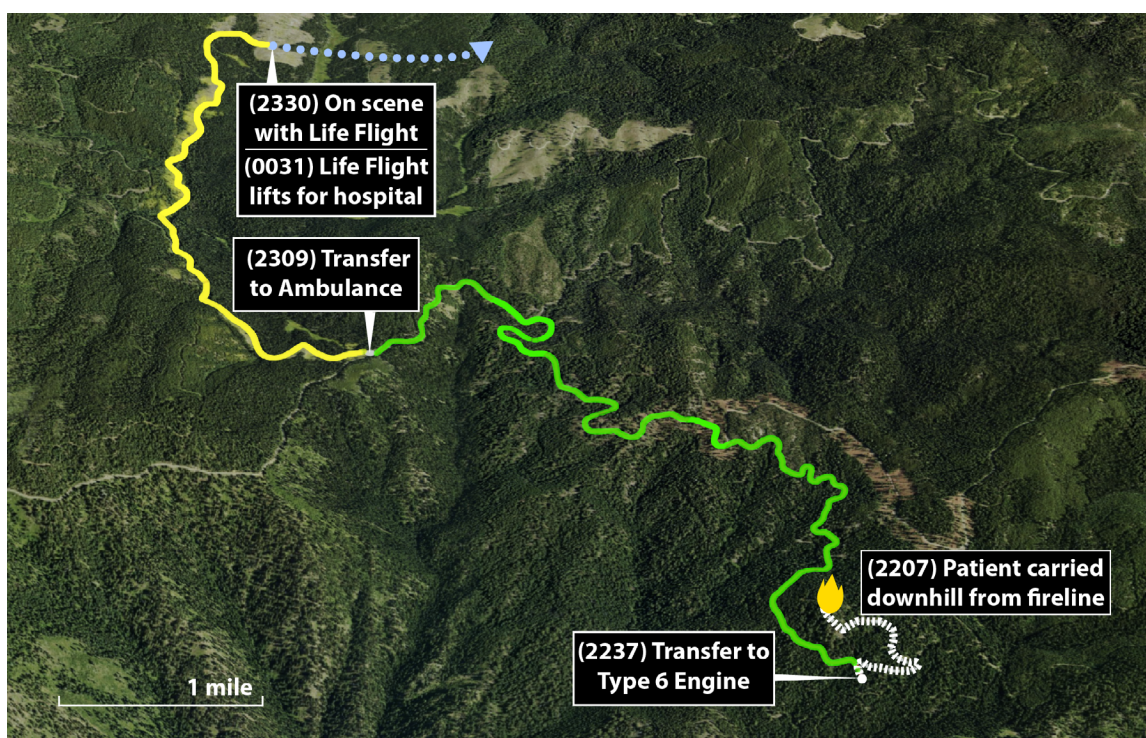 (2330) On scene
with Life Flight
(0031) Life Flight
lifts for hospital
(2309) Transfer
to Ambulance
(2207) Patient carried
downhill from fireline
(2237) Transfer to
Type 6 Engine
1 mile